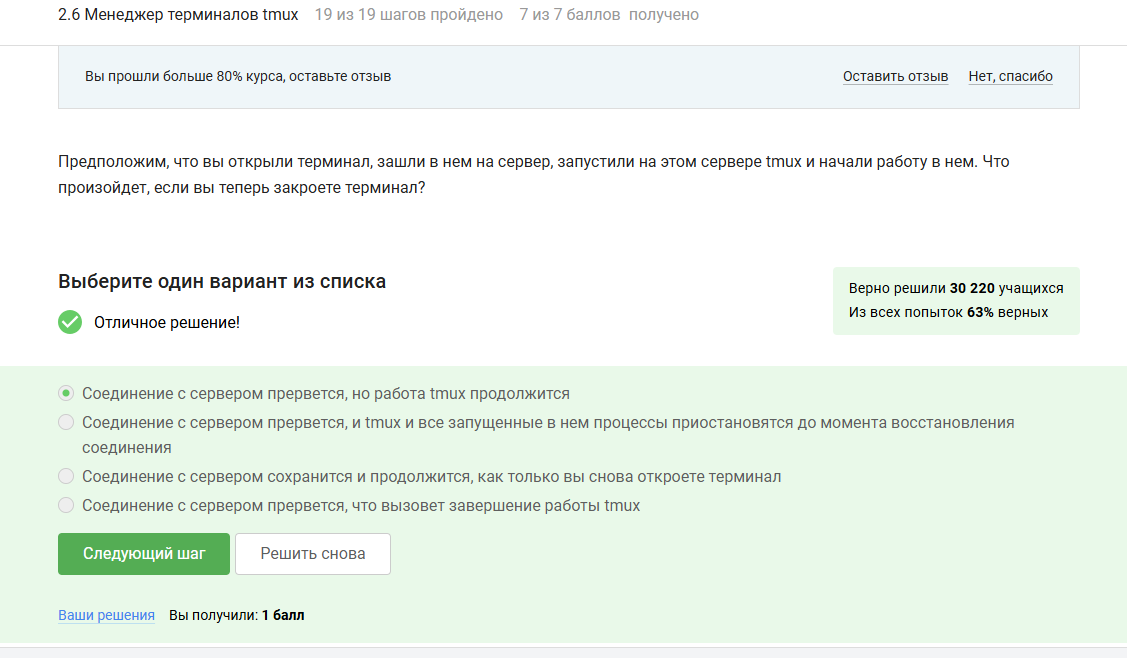 2.6 Менеджер терминалов tmux 19 из 19 шагов пройдено 7 из 7 баллов получено
Вы прошли больше 80% курса, оставьте отзыв Оставить отзыв Нет, спасибо
Предположим, что вы открыли терминал, зашли в нем на сервер, запустили на этом сервере tmux и начали работу в нем. Что
произойдет, если вы теперь закроете терминал?
Выберите один вариант из списка
Отличное решение!
Верно решили 30 220 учащихся
Из всех попыток 63% верных
Соединение с сервером прервется, но работа tmux продолжится
Соединение с сервером прервется, и tmux и все запущенные в нем процессы приостановятся до момента восстановления
соединения
Соединение с сервером сохранится и продолжится, как только вы снова откроете терминал
Соединение с сервером прервется, что вызовет завершение работы tmux
Следующий шаг Решить снова
Ваши решения Вы получили: 1 балл